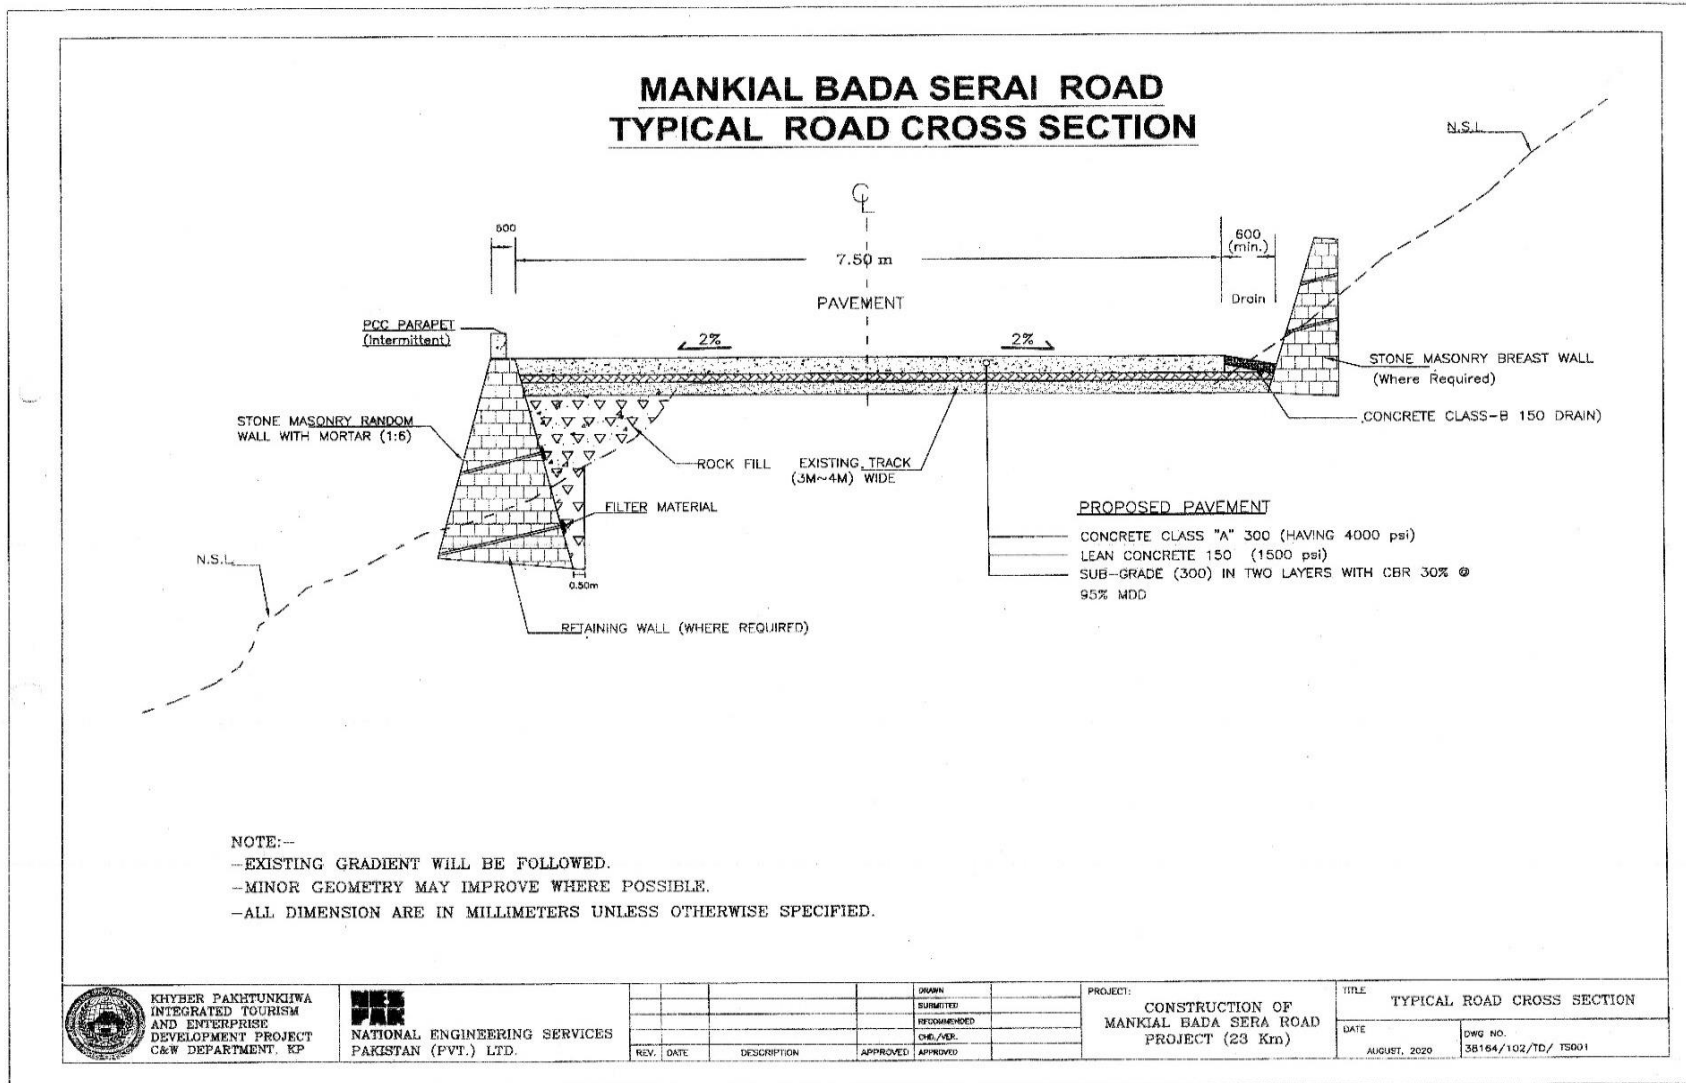 MANKIAL BADA SERAI ROAD
TYPICAL ROAD CROSS SECTION
N.S.L
CL
600
7.50 m
600
(min.)
Drain
PAVEMENT
PCC PARAPET
(Intermittent)
2%
2%
STONE MASONRY BREAST WALL
(Where Required)
CONCRETE CLASS-B 150 DRAIN)
STONE MASONRY RANDOM
WALL WITH MORTAR (1:6)
ROCK FILL
EXISTING TRACK
(3M~4M) WIDE
FILTER MATERIAL
PROPOSED PAVEMENT
CONCRETE CLASS "A" 300 (HAVING 4000 psi)
LEAN CONCRETE 150 (1500 psi)
SUB-GRADE (300) IN TWO LAYERS WITH CBR 30% @
95% MDD
N.S.L
0.50m
RETAINING WALL (WHERE REQUIRED)
NOTE:-
-EXISTING GRADIENT WILL BE FOLLOWED.
-MINOR GEOMETRY MAY IMPROVE WHERE POSSIBLE.
-ALL DIMENSION ARE IN MILLIMETERS UNLESS OTHERWISE SPECIFIED.
KHYBER PAKHTUNKHWA
INTEGRATED TOURISM
AND ENTERPRISE
DEVELOPMENT PROJECT
C&W DEPARTMENT, KP
NES
PAK
NATIONAL ENGINEERING SERVICES
PAKISTAN (PVT.) LTD.
REV. DATE DESCRIPTION APPROVED
DRAWN
SUBMITTED
RECOMMENDED
CHD./VER.
APPROVED
PROJECT:
CONSTRUCTION OF
MANKIAL BADA SERA ROAD
PROJECT (23 Km)
TITLE
TYPICAL ROAD CROSS SECTION
DATE
AUGUST, 2020
DWG NO.
38164/102/TD/ TS001